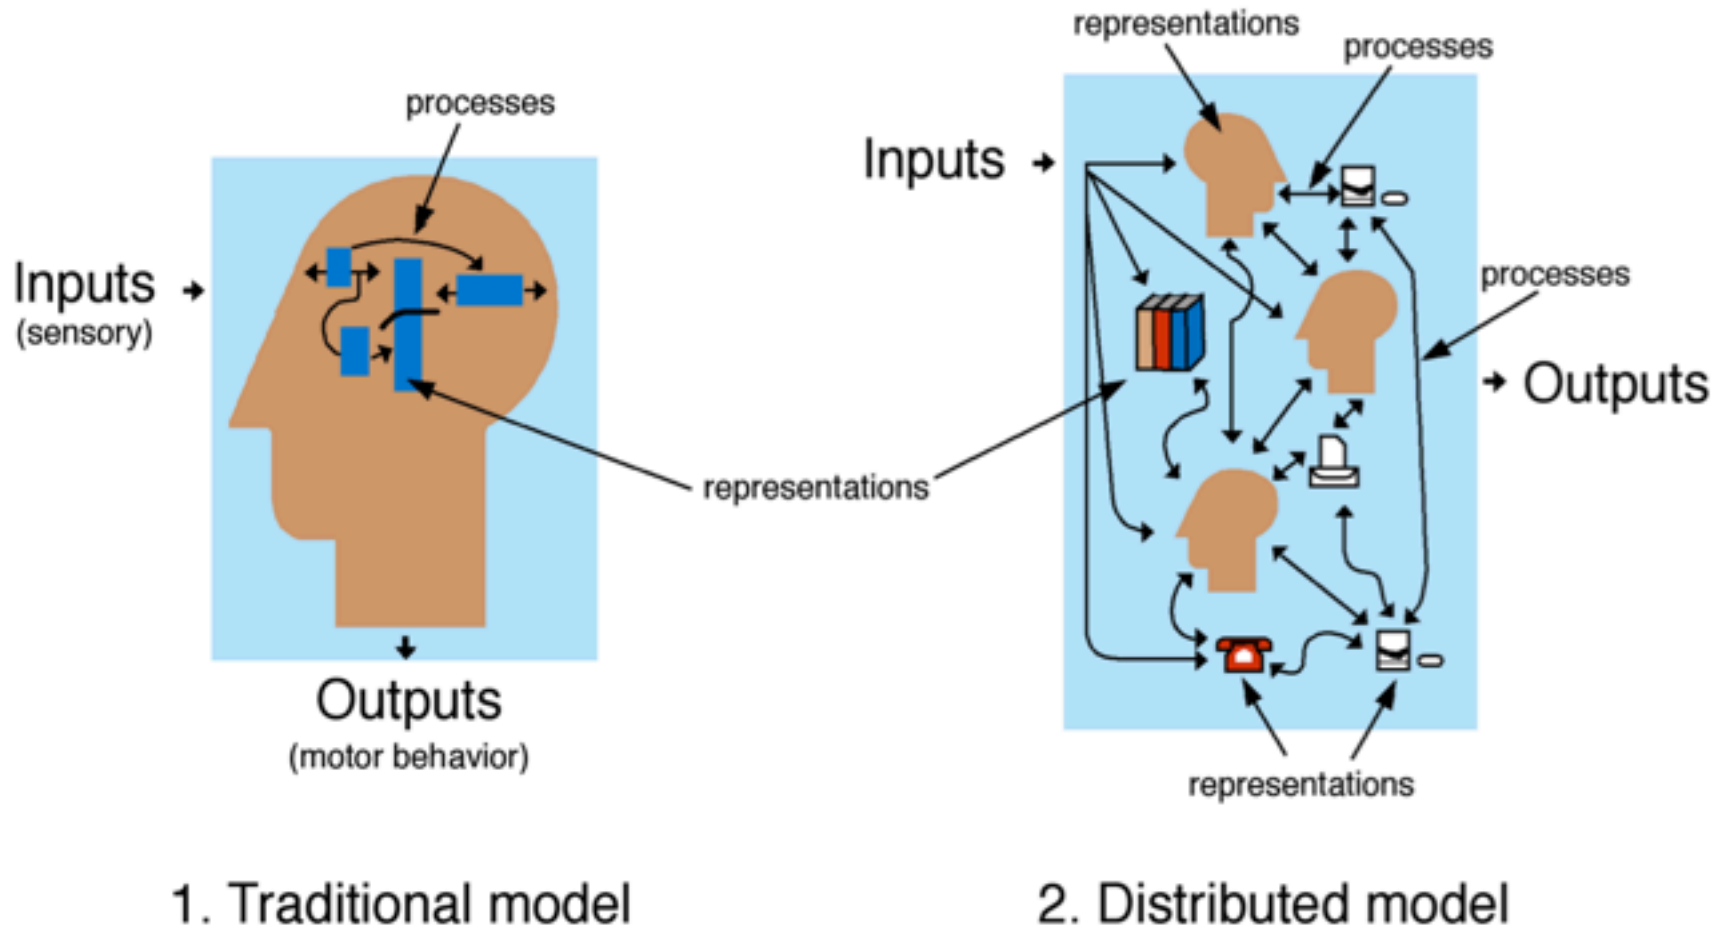 processes
Inputs
(sensory)
Outputs
(motor behavior)
representations
1. Traditional model
representations
processes
Inputs
processes
Outputs
representations
2. Distributed model